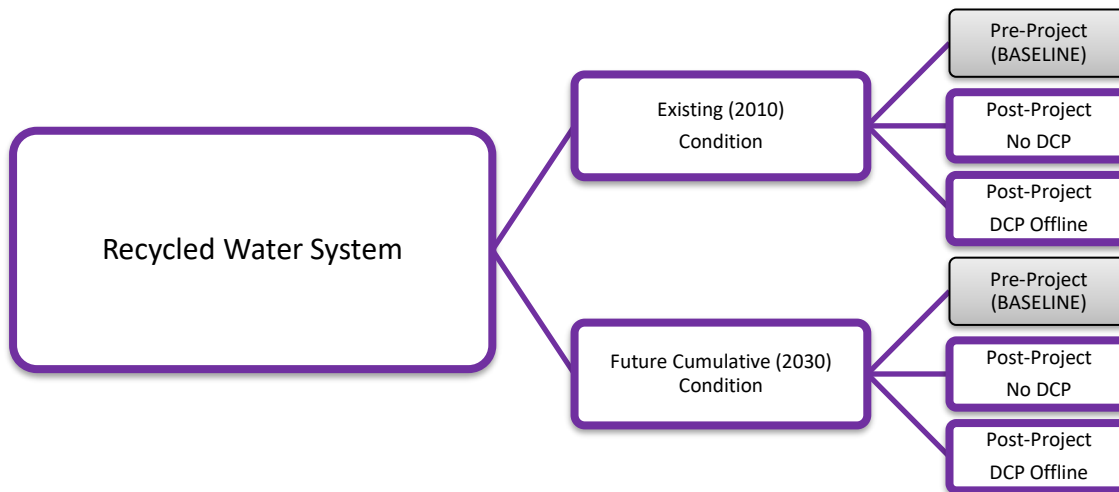 Recycled Water System
Existing (2010)
Condition
Pre-Project
(BASELINE)
Post-Project
No DCP
Post-Project
DCP Offline
Future Cumulative (2030)
Condition
Pre-Project
(BASELINE)
Post-Project
No DCP
Post-Project
DCP Offline